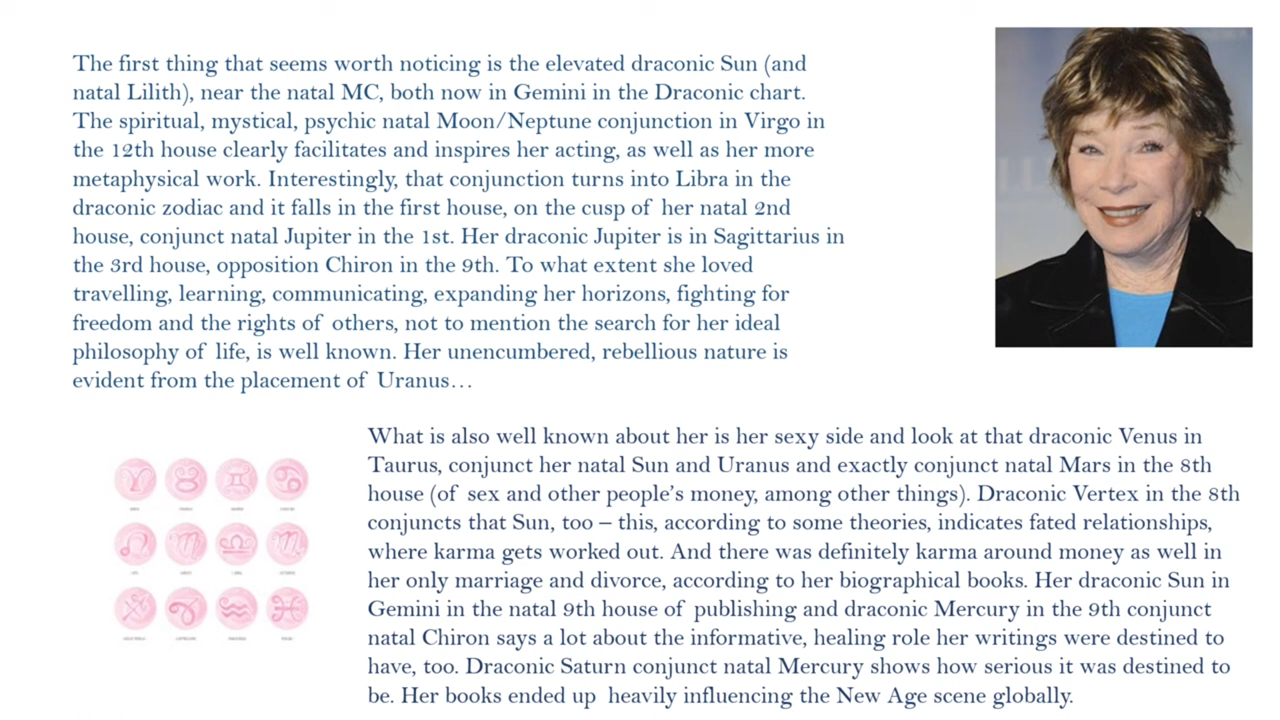 The first thing that seems worth noticing is the elevated draconic Sun (and
natal Lilith), near the natal MC, both now in Gemini in the Draconic chart.
The spiritual, mystical, psychic natal Moon/Neptune conjunction in Virgo in
the 12th house clearly facilitates and inspires her acting, as well as her more
metaphysical work. Interestingly, that conjunction turns into Libra in the
draconic zodiac and it falls in the first house, on the cusp of her natal 2nd
house, conjunct natal Jupiter in the 1st. Her draconic Jupiter is in Sagittarius in
the 3rd house, opposition Chiron in the 9th. To what extent she loved
travelling, learning, communicating, expanding her horizons, fighting for
freedom and the rights of others, not to mention the search for her ideal
philosophy of life, is well known. Her unencumbered, rebellious nature is
evident from the placement of Uranus…
What is also well known about her is her sexy side and look at that draconic Venus in
Taurus, conjunct her natal Sun and Uranus and exactly conjunct natal Mars in the 8th
house (of sex and other people's money, among other things). Draconic Vertex in the 8th
conjuncts that Sun, too – this, according to some theories, indicates fated relationships,
where karma gets worked out. And there was definitely karma around money as well in
her only marriage and divorce, according to her biographical books. Her draconic Sun in
Gemini in the natal 9th house of publishing and draconic Mercury in the 9th conjunct
natal Chiron says a lot about the informative, healing role her writings were destined to
have, too. Draconic Saturn conjunct natal Mercury shows how serious it was destined to
be. Her books ended up heavily influencing the New Age scene globally.